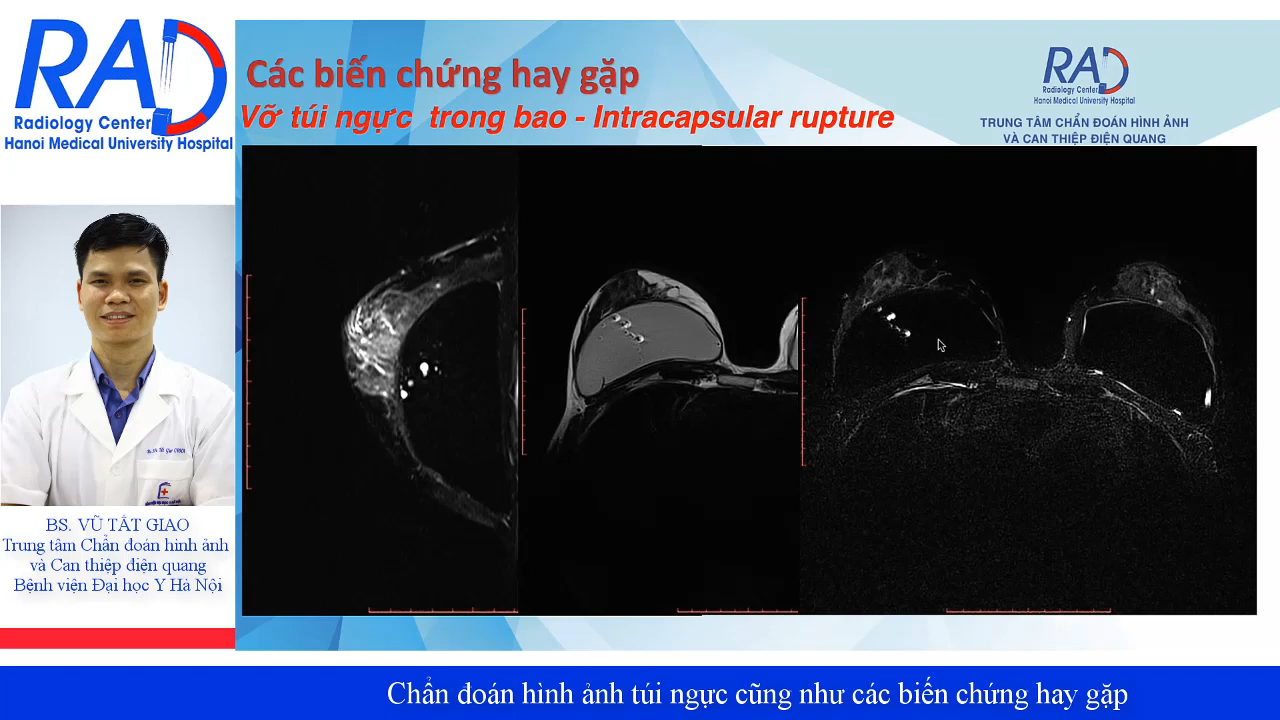 RAD
Radiology Center
Hanoi Medical University Hospital
Các biến chứng hay gặp
Vỡ túi ngực trong bao - Intracapsular rupture
RAD
Radiology Center
Hanoi Medical University Hospital
TRUNG TÂM CHẨN ĐOÁN HÌNH ẢNH
VÀ CAN THIỆP ĐIỆN QUANG
BS. VŨ TẤT GIAO
Trung tâm Chẩn đoán hình ảnh
và Can thiệp điện quang
Bệnh viện Đại học Y Hà Nội
Chẩn đoán hình ảnh túi ngực cũng như các biến chứng hay gặp